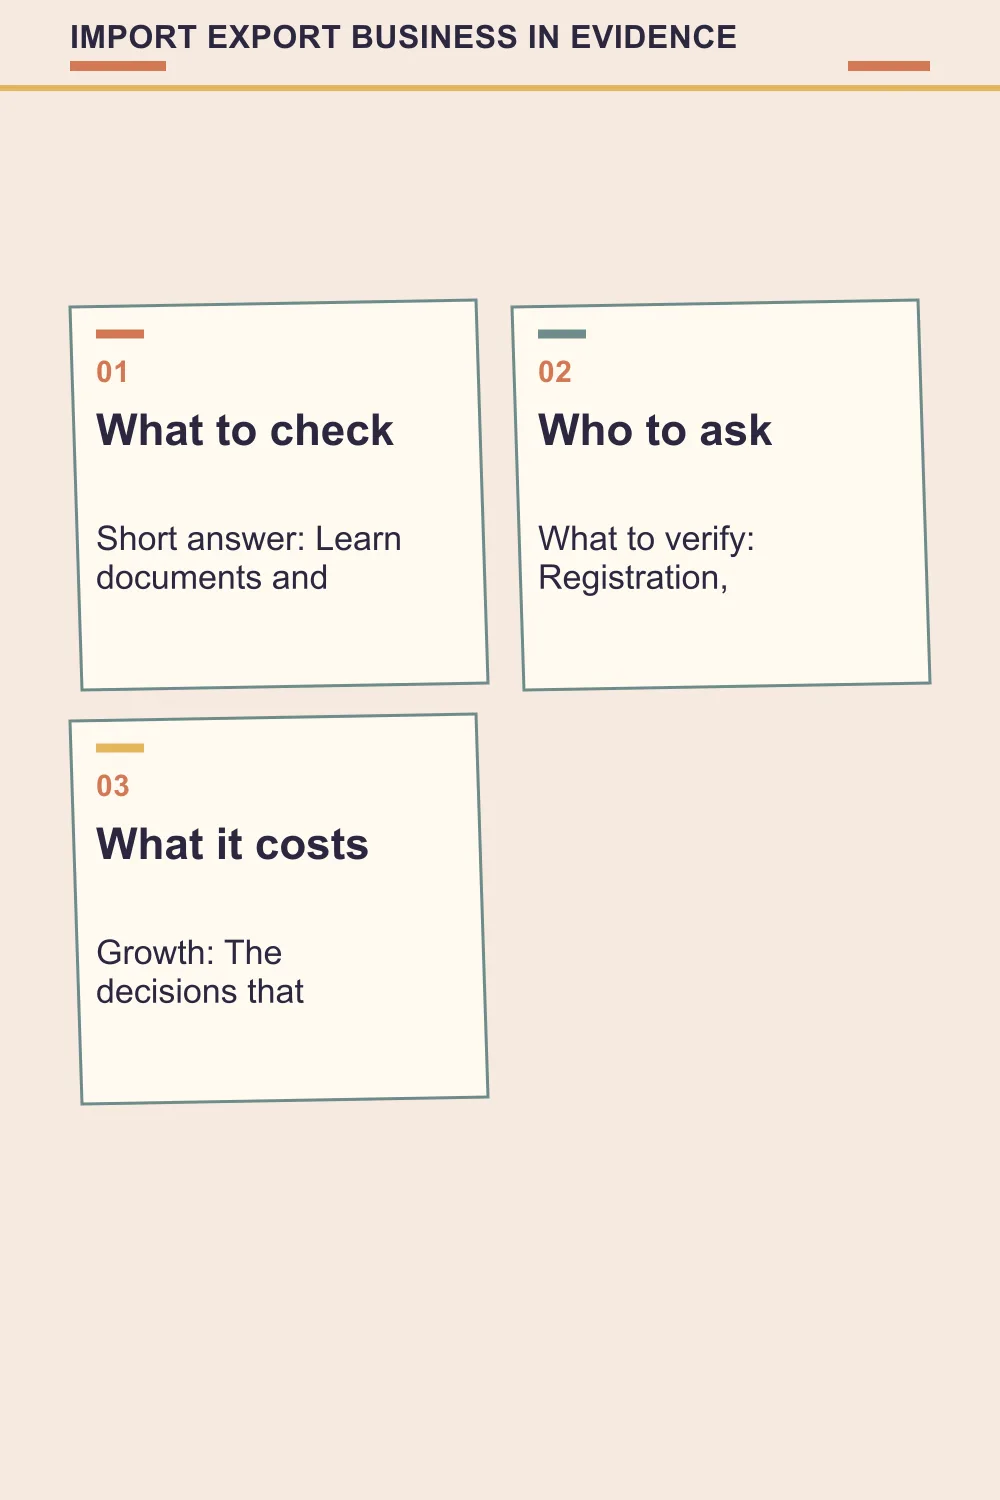 IMPORT EXPORT BUSINESS IN EVIDENCE
01
What to check
Short answer: Learn
documents and
02
Who to ask
What to verify:
Registration,
03
What it costs
Growth: The
decisions that